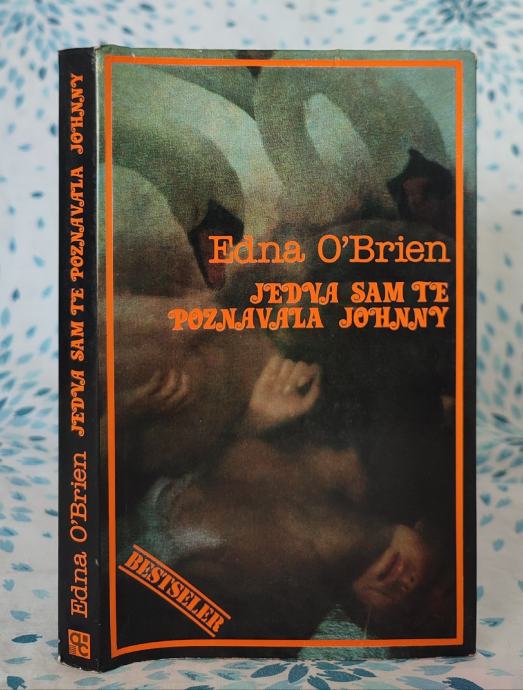 Edna O'Brien
JEDVA SAM TE
POZNAVALA JOHNNY
BESTSELER
Edna O'Brien JEDVA SAM TE POZNAVALA JOHNNY